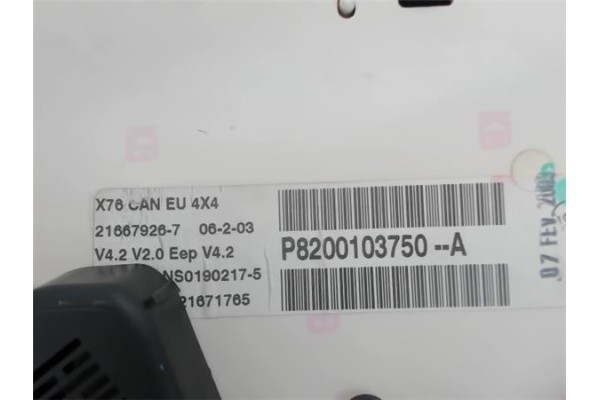 X76 CAN EU 4X4
21667926-7 06-2-03
V4.2 V2.0 Eep V4.2
NS0190217-5
21671765
P8200103750--A
07 FEV.